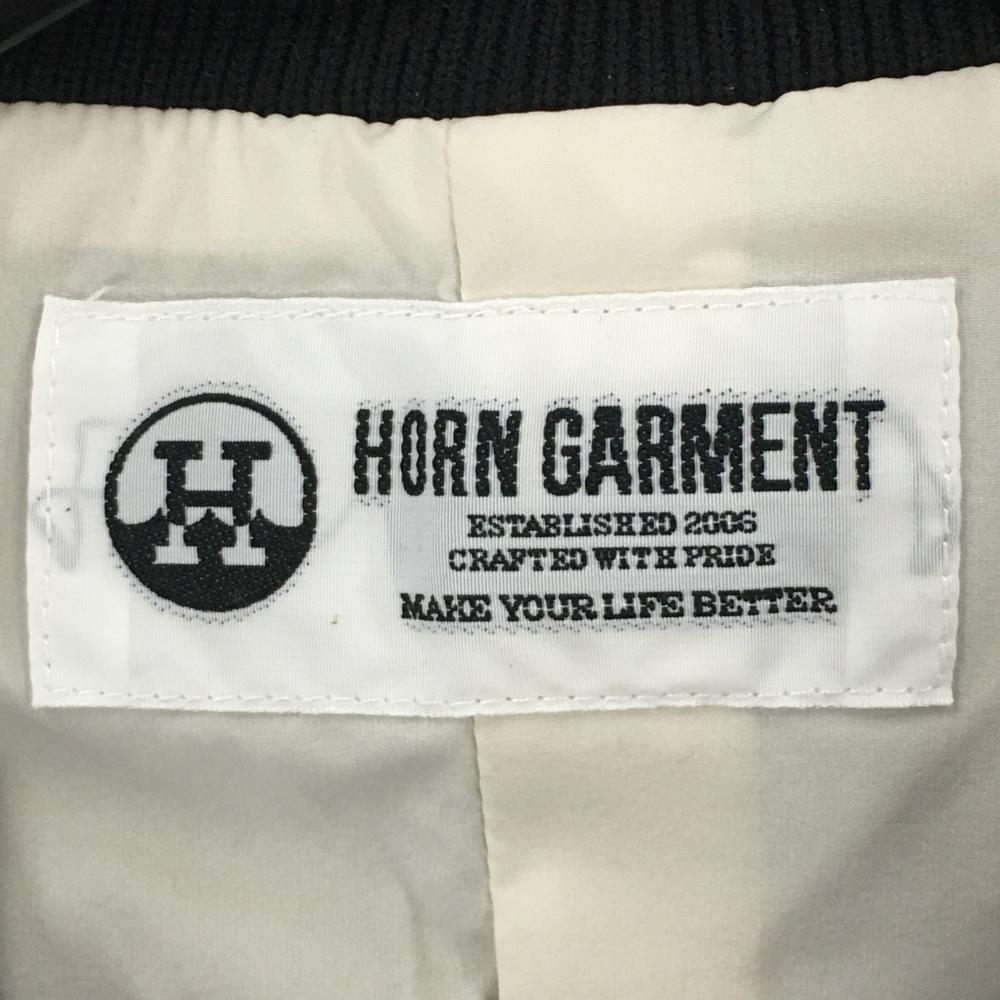 H
HORN GARMENT
ESTABLISHED 2006
CRAFTED WITH PRIDE
MAKE YOUR LIFE BETTER